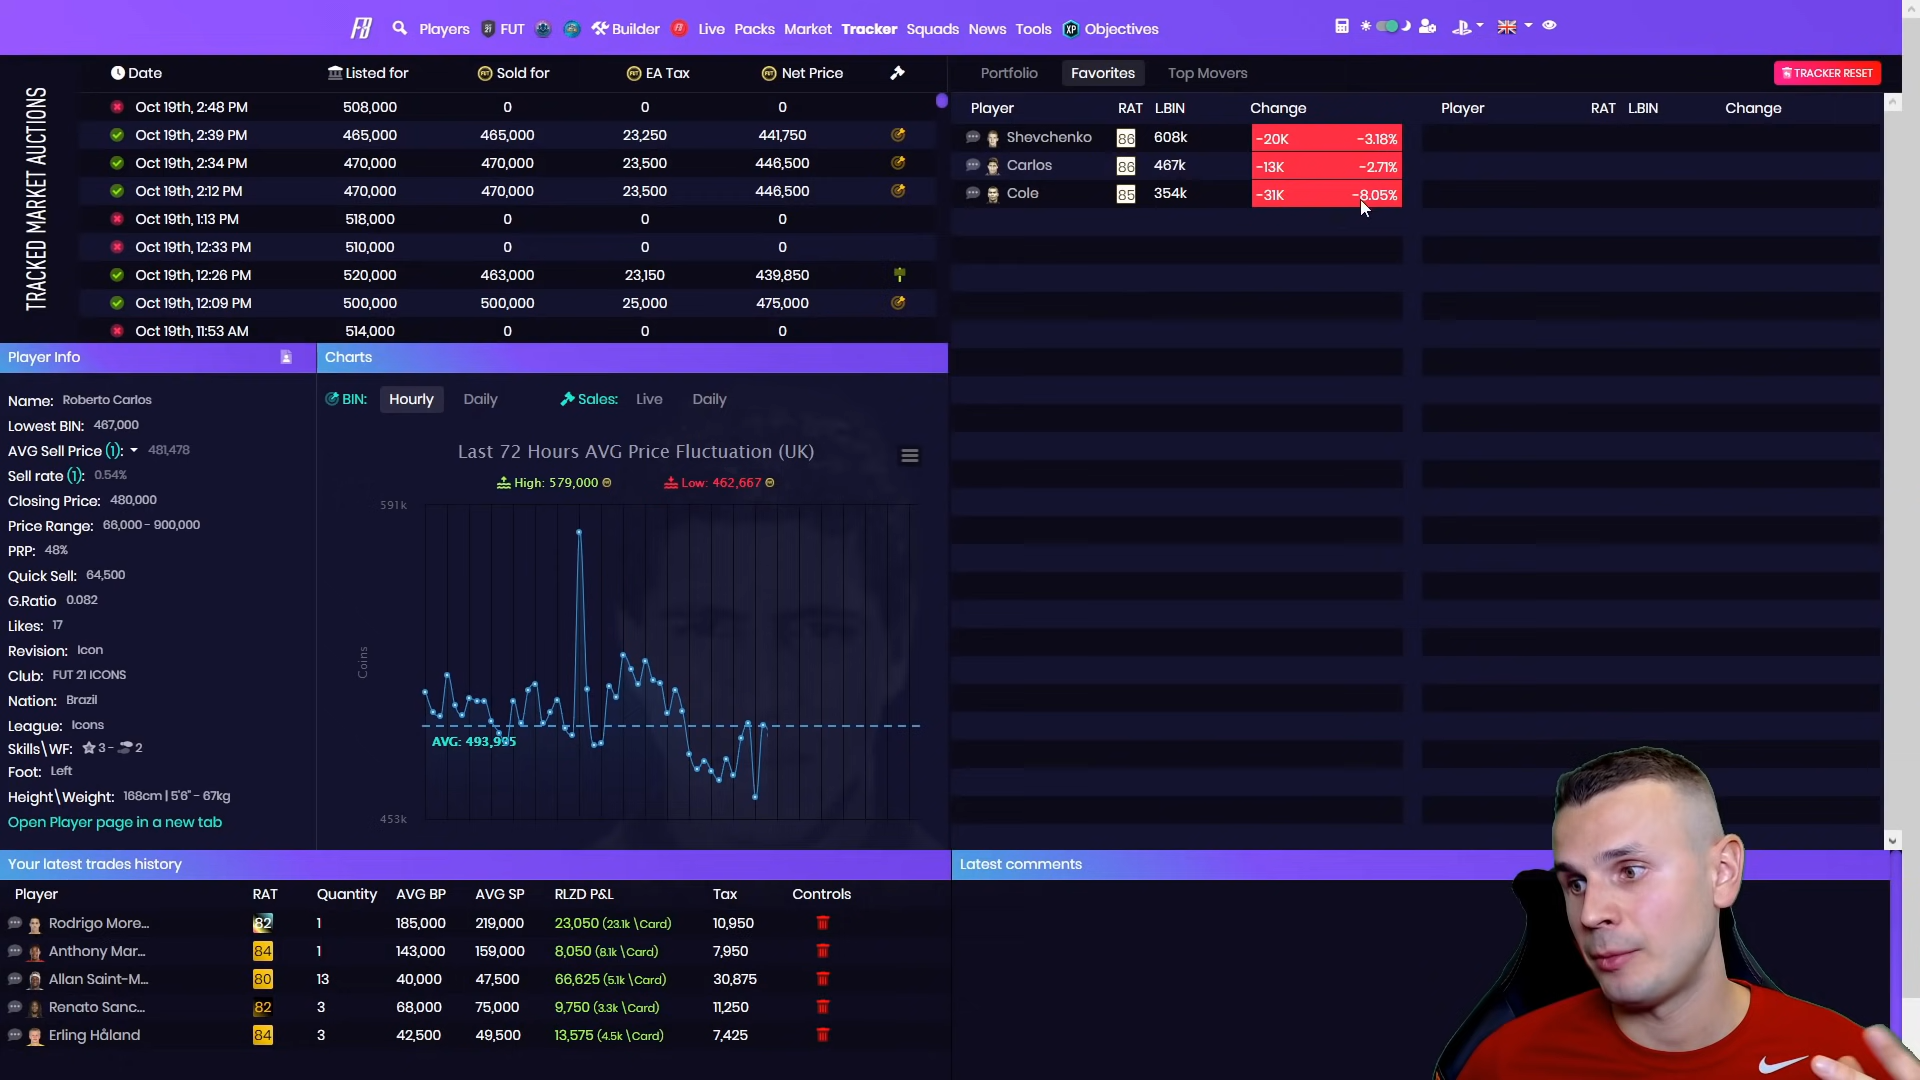 Players FUT Builder Live Packs Market Tracker Squads News Tools XP Objectives
TRACKED MARKET AUCTIONS
Date Listed for Sold for EA Tax Net Price
Oct 19th, 2:48 PM 508,000 0 0 0
Oct 19th, 2:39 PM 465,000 465,000 23,250 441,750
Oct 19th, 2:34 PM 470,000 470,000 23,500 446,500
Oct 19th, 2:12 PM 470,000 470,000 23,500 446,500
Oct 19th, 1:13 PM 518,000 0 0 0
Oct 19th, 12:33 PM 510,000 0 0 0
Oct 19th, 12:26 PM 520,000 463,000 23,150 439,850
Oct 19th, 12:09 PM 500,000 500,000 25,000 475,000
Oct 19th, 11:53 AM 514,000 0 0 0
Portfolio Favorites Top Movers TRACKER RESET
Player RAT LBIN Change Player RAT LBIN Change
Shevchenko 86 608k -20K -3.18%
Carlos 86 467k -13K -2.71%
Cole 85 354k -31K -8.05%
Player Info
Name: Roberto Carlos
Lowest BIN: 467,000
AVG Sell Price (1): 481,478
Sell rate (1): 0.54%
Closing Price: 480,000
Price Range: 66,000 - 900,000
PRP: 48%
Quick Sell: 64,500
G.Ratio 0.082
Likes: 17
Revision: Icon
Club: FUT 21 ICONS
Nation: Brazil
League: Icons
Skills\WF: 3 - 2
Foot: Left
Height\Weight: 168cm | 5'6" - 67kg
Open Player page in a new tab
Charts
BIN: Hourly Daily Sales: Live Daily
Last 72 Hours AVG Price Fluctuation (UK)
High: 579,000 Low: 462,667
591k
Coins
AVG: 493,995
453k
Your latest trades history
Player RAT Quantity AVG BP AVG SP RLZD P&L Tax Controls
Rodrigo More... 82 1 185,000 219,000 23,050 (23.1k \Card) 10,950
Anthony Mar... 84 1 143,000 159,000 8,050 (8.1k \Card) 7,950
Allan Saint-M... 80 13 40,000 47,500 66,625 (5.1k \Card) 30,875
Renato Sanc... 82 3 68,000 75,000 9,750 (3.3k \Card) 11,250
Erling Håland 84 3 42,500 49,500 13,575 (4.5k \Card) 7,425
Latest comments